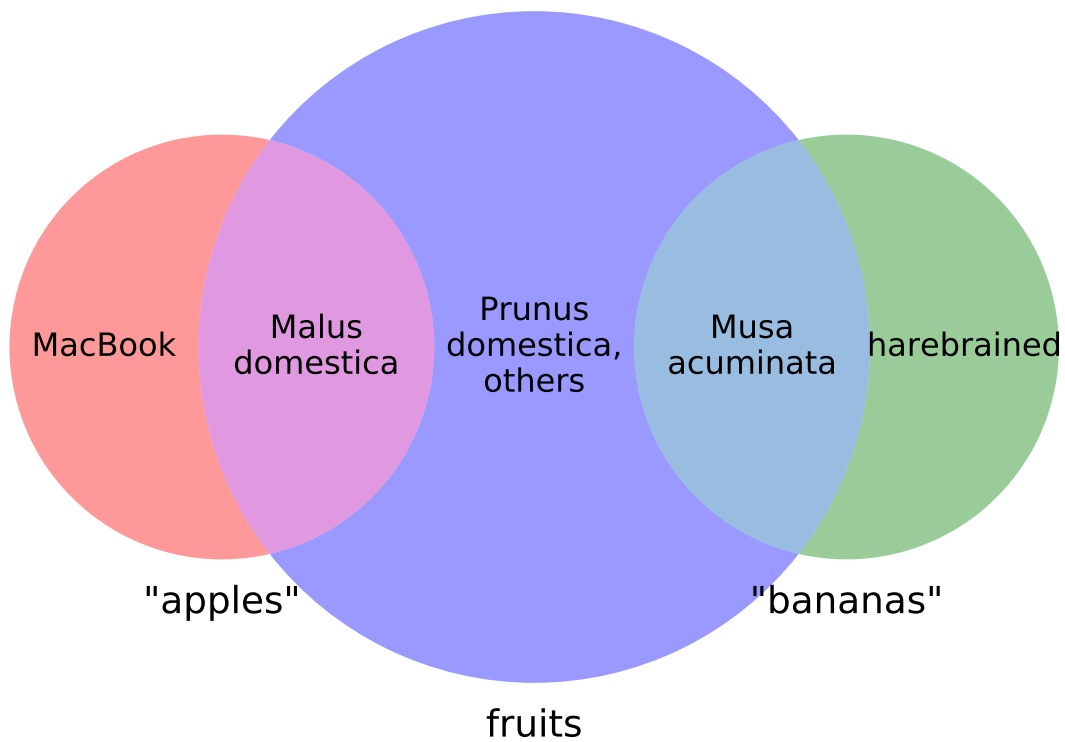 MacBook
Malus
domestica
Prunus
domestica,
others
Musa
acuminata
harebrained
"apples"
"bananas"
fruits